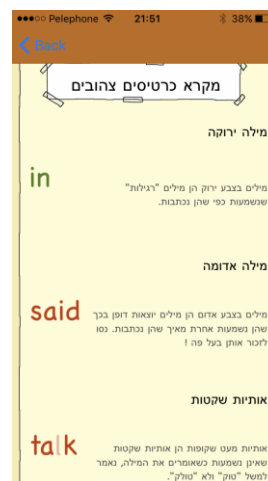 Pelephone 21:51 38%
Back
מקרא כרטיסים צהובים
מילה ירוקה
in
מילים בצבע ירוק הן מילים "רגילות"
שנשמעות כפי שהן נכתבות.
מילה אדומה
said
מילים בצבע אדום הן מילים יוצאות דופן בכך
שהן נשמעות אחרת מאיך שהן נכתבות. נסו
לזכור אותן בעל פה !
אותיות שקטות
talk
אותיות מעט שקופות הן אותיות שקטות
שאינן נשמעות כשאומרים את המילה, נאמר
למשל "טוק" ולא "טולק".